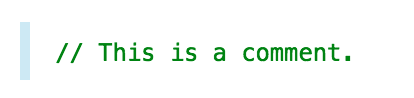 // This is a comment.